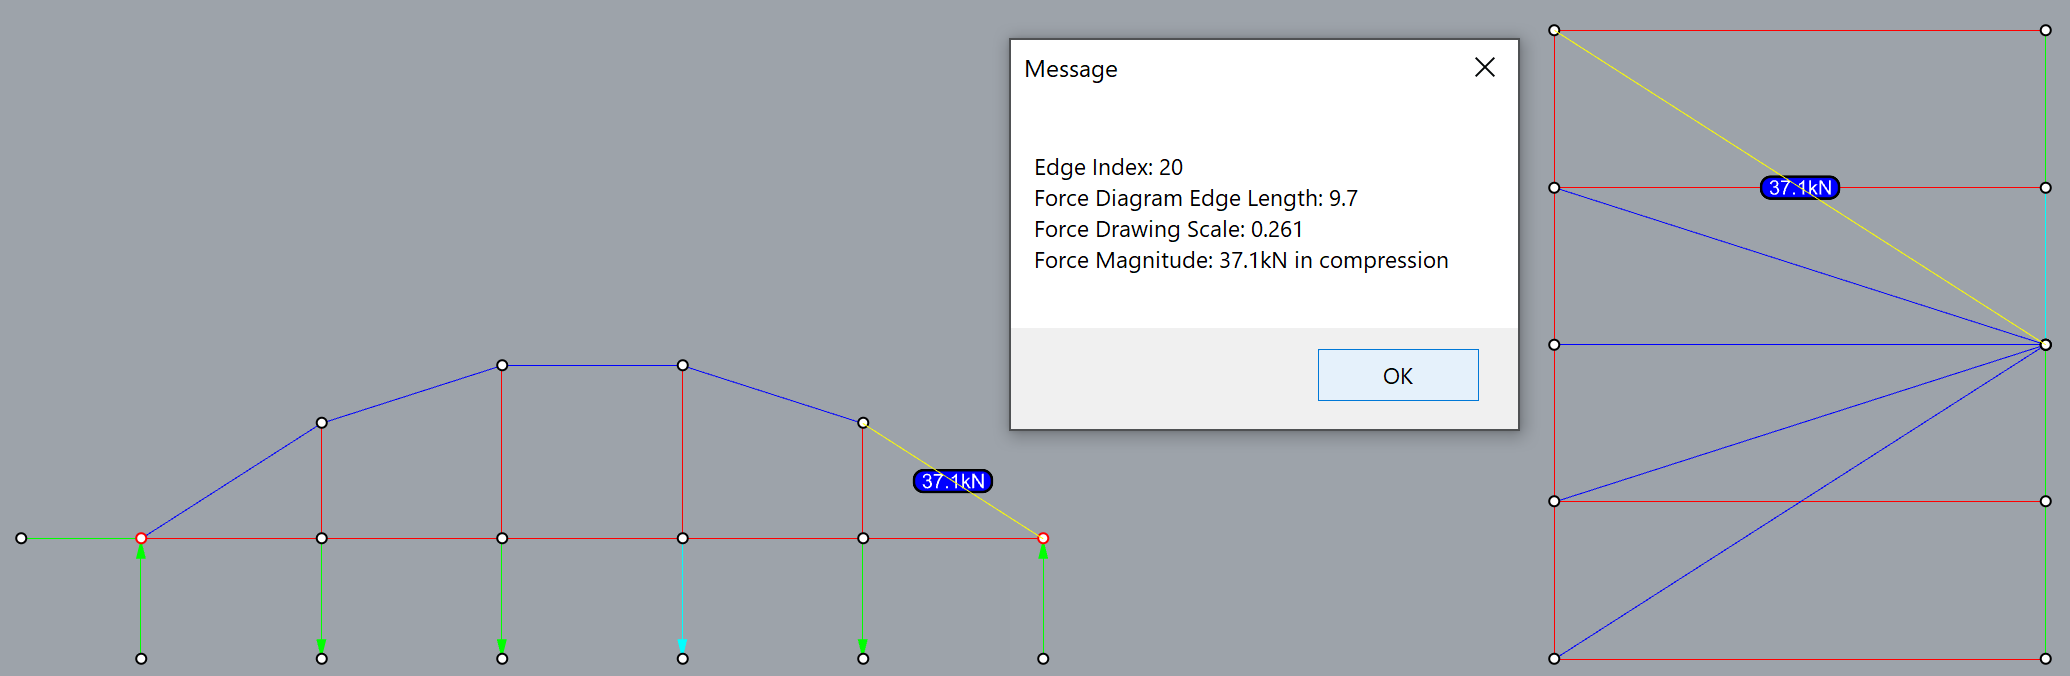 Message
Edge Index: 20
Force Diagram Edge Length: 9.7
Force Drawing Scale: 0.261
Force Magnitude: 37.1kN in compression
OK
37.1kN
37.1kN